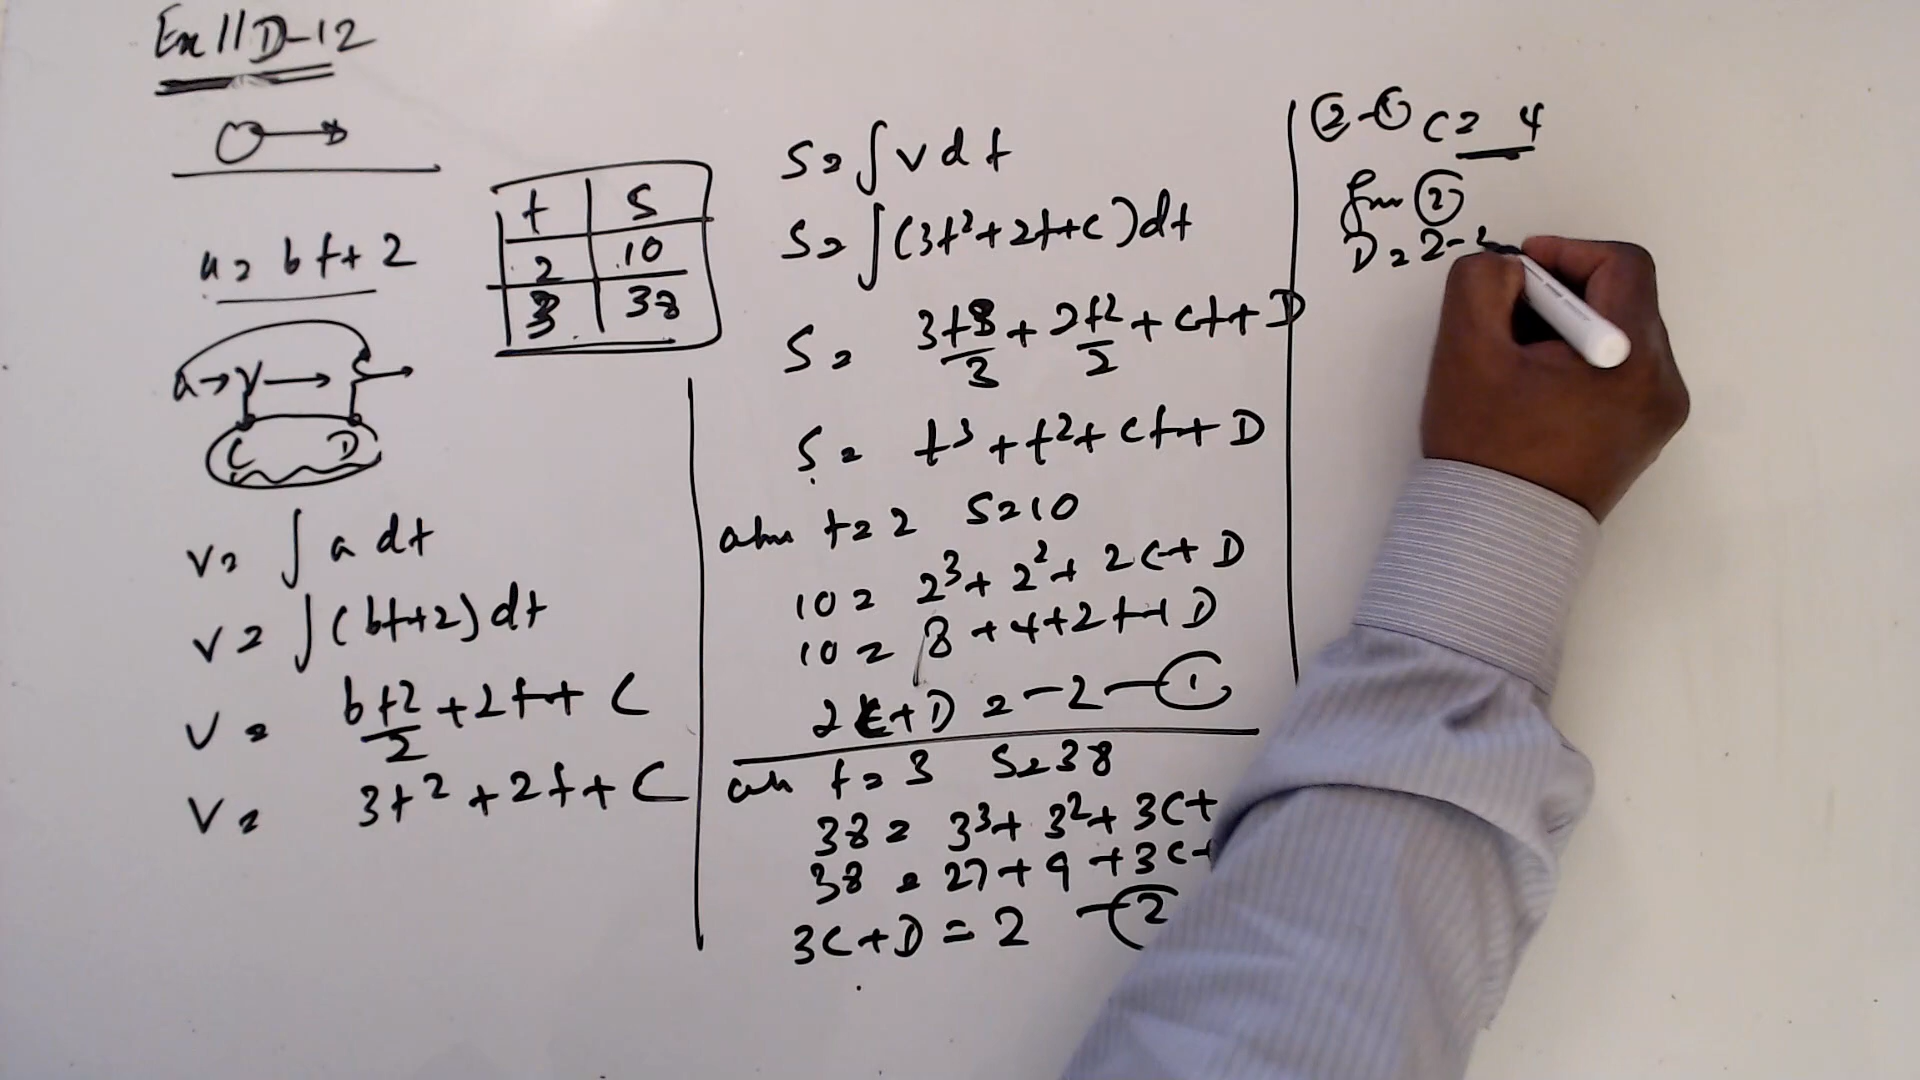 Ex 11D-12
a = 6t+2
t S
2 10
3 38
a → v → s
C D
v = ∫ a dt
v = ∫(6t+2)dt
v = 6t2/2 + 2t + C
v = 3t² + 2t + C
S = ∫ v dt
S = ∫(3t²+2t+c)dt
S = 3t3/3 + 2t2/2 + ct + D
S = t³ + t² + ct + D
when t = 2 S = 10
10 = 2³ + 2² + 2C + D
10 = 8 + 4 + 2t + D
2C + D = -2 — ①
when t = 3 S = 38
38 = 3³ + 3² + 3C +
38 = 27 + 9 + 3C +
3C + D = 2 — ②
② - ① C = 4
from ②
D = 2 -